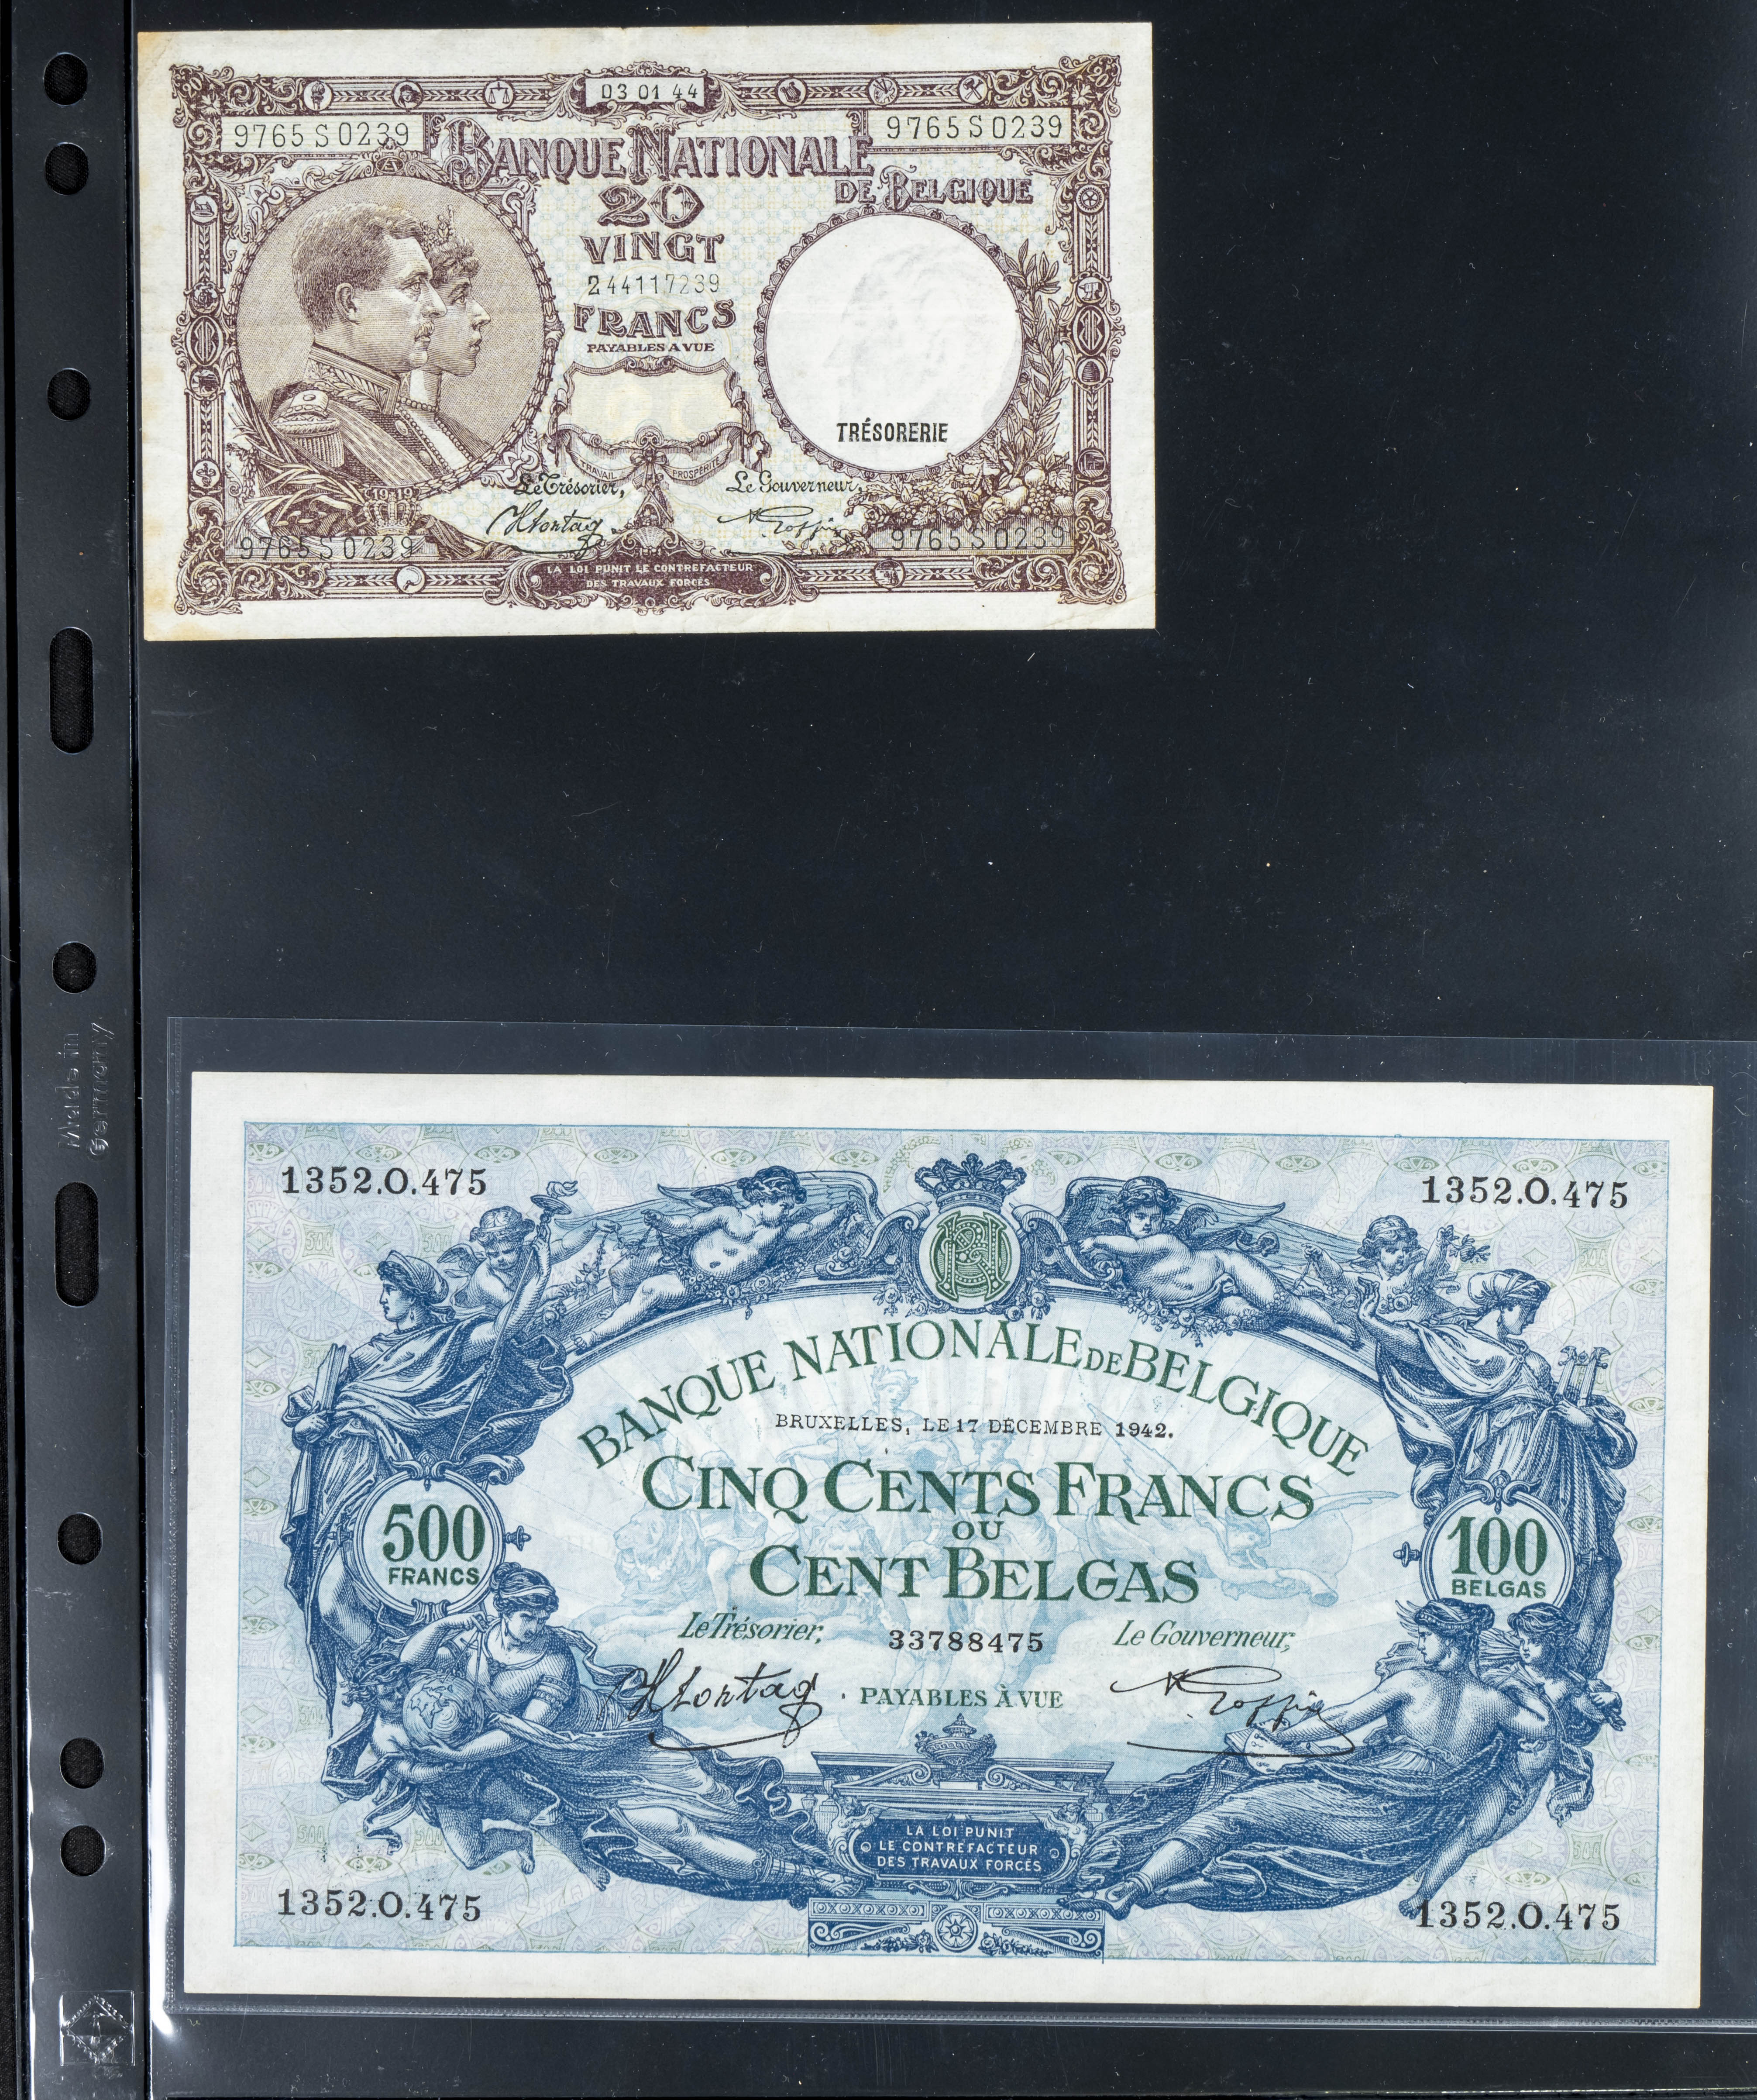 03 01 44
9765 S 0239
9765 S 0239
BANQUE NATIONALE
DE BELGIQUE
20
VINGT
244117239
FRANCS
PAYABLES A VUE
TRÉSORERIE
TRAVAIL PROSPÉRITÉ
Le Trésorier,
Le Gouverneur,
1919
9765 S 0239
9765 S 0239
LA LOI PUNIT LE CONTREFACTEUR
DES TRAVAUX FORCÉS
Made in
Germany
1352.O.475
1352.O.475
BANQUE NATIONALE DE BELGIQUE
BRUXELLES, LE 17 DÉCEMBRE 1942.
CINQ CENTS FRANCS
OU
CENT BELGAS
500
FRANCS
100
BELGAS
Le Trésorier,
33788475
Le Gouverneur,
PAYABLES À VUE
LA LOI PUNIT
LE CONTREFACTEUR
DES TRAVAUX FORCÉS
1352.O.475
1352.O.475